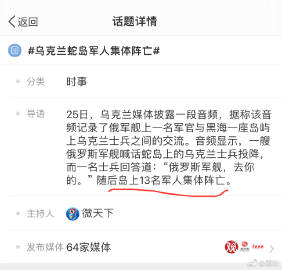 返回
话题详情
#乌克兰蛇岛军人集体阵亡#
分类
时事
导语
25日，乌克兰媒体披露一段音频，据称该音
频记录了俄军舰上一名军官与黑海一座岛屿
上乌克兰士兵之间的交流。音频显示，一艘
俄罗斯军舰喊话蛇岛上的乌克兰士兵投降，
而一名士兵回答道：“俄罗斯军舰，去你
的。”随后岛上13名军人集体阵亡。
主持人
微天下
发布媒体
64家媒体